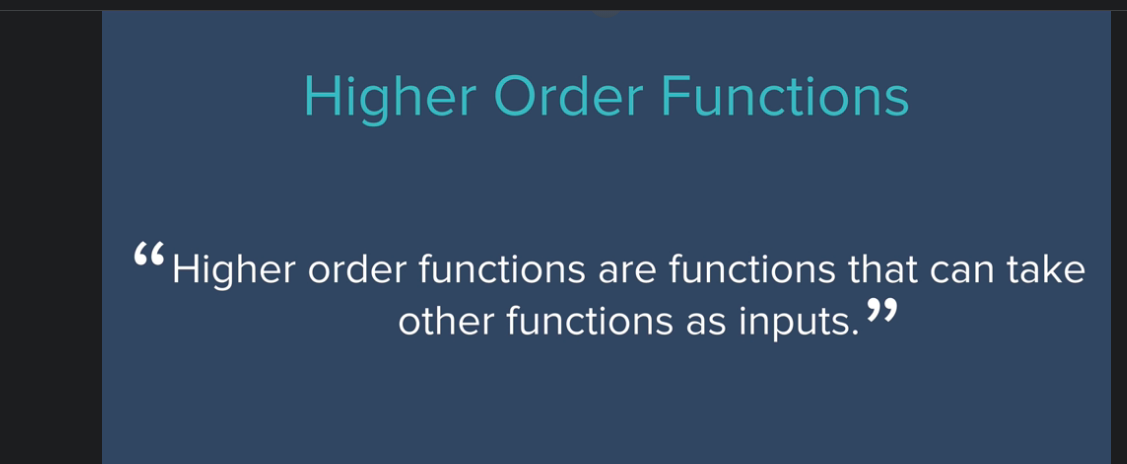 Higher Order Functions
“Higher order functions are functions that can take
other functions as inputs.”